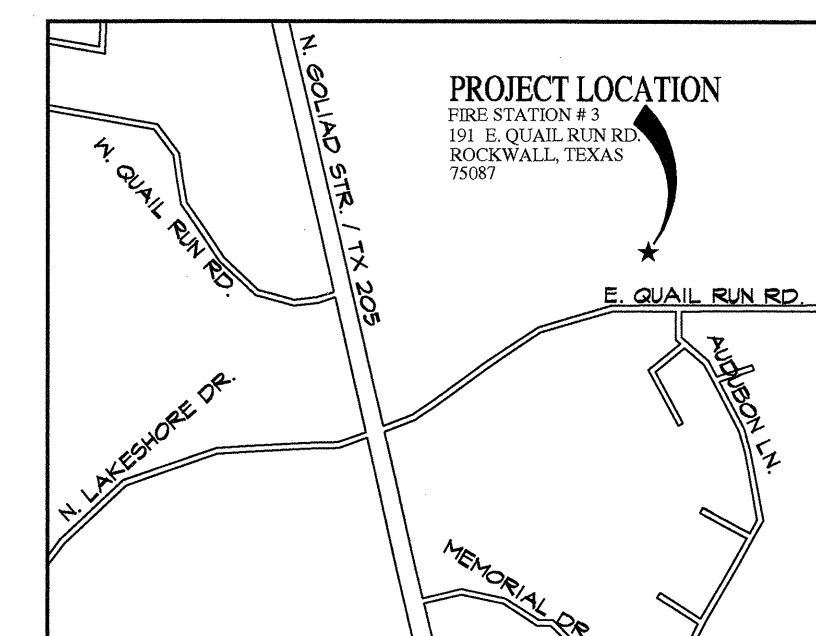 N. GOLIAD STR. / TX 205
PROJECT LOCATION
FIRE STATION # 3
191 E. QUAIL RUN RD.
ROCKWALL, TEXAS
75087
W. QUAIL RUN RD.
E. QUAIL RUN RD.
AUDUBON LN.
N. LAKESHORE DR.
MEMORIAL DR